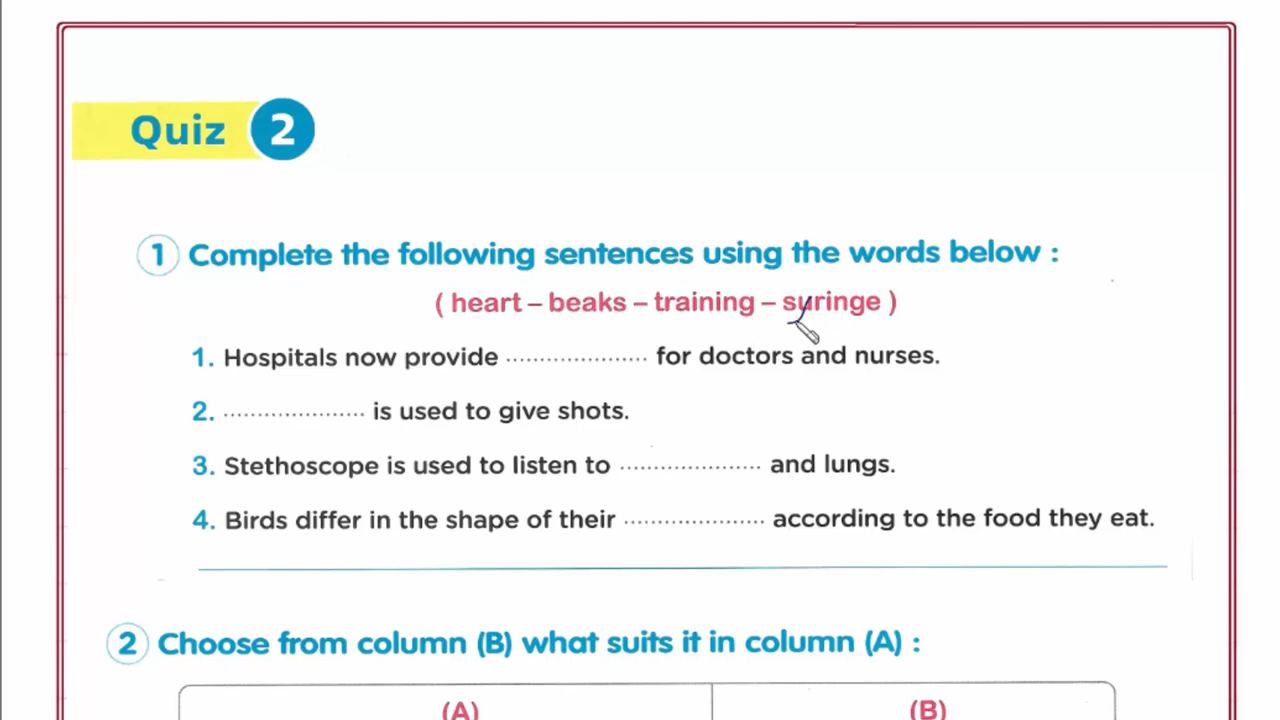 Quiz 2
1 Complete the following sentences using the words below :
( heart – beaks – training – syringe )
1. Hospitals now provide ..................... for doctors and nurses.
2. ..................... is used to give shots.
3. Stethoscope is used to listen to ..................... and lungs.
4. Birds differ in the shape of their ..................... according to the food they eat.
2 Choose from column (B) what suits it in column (A) :
(A) (B)